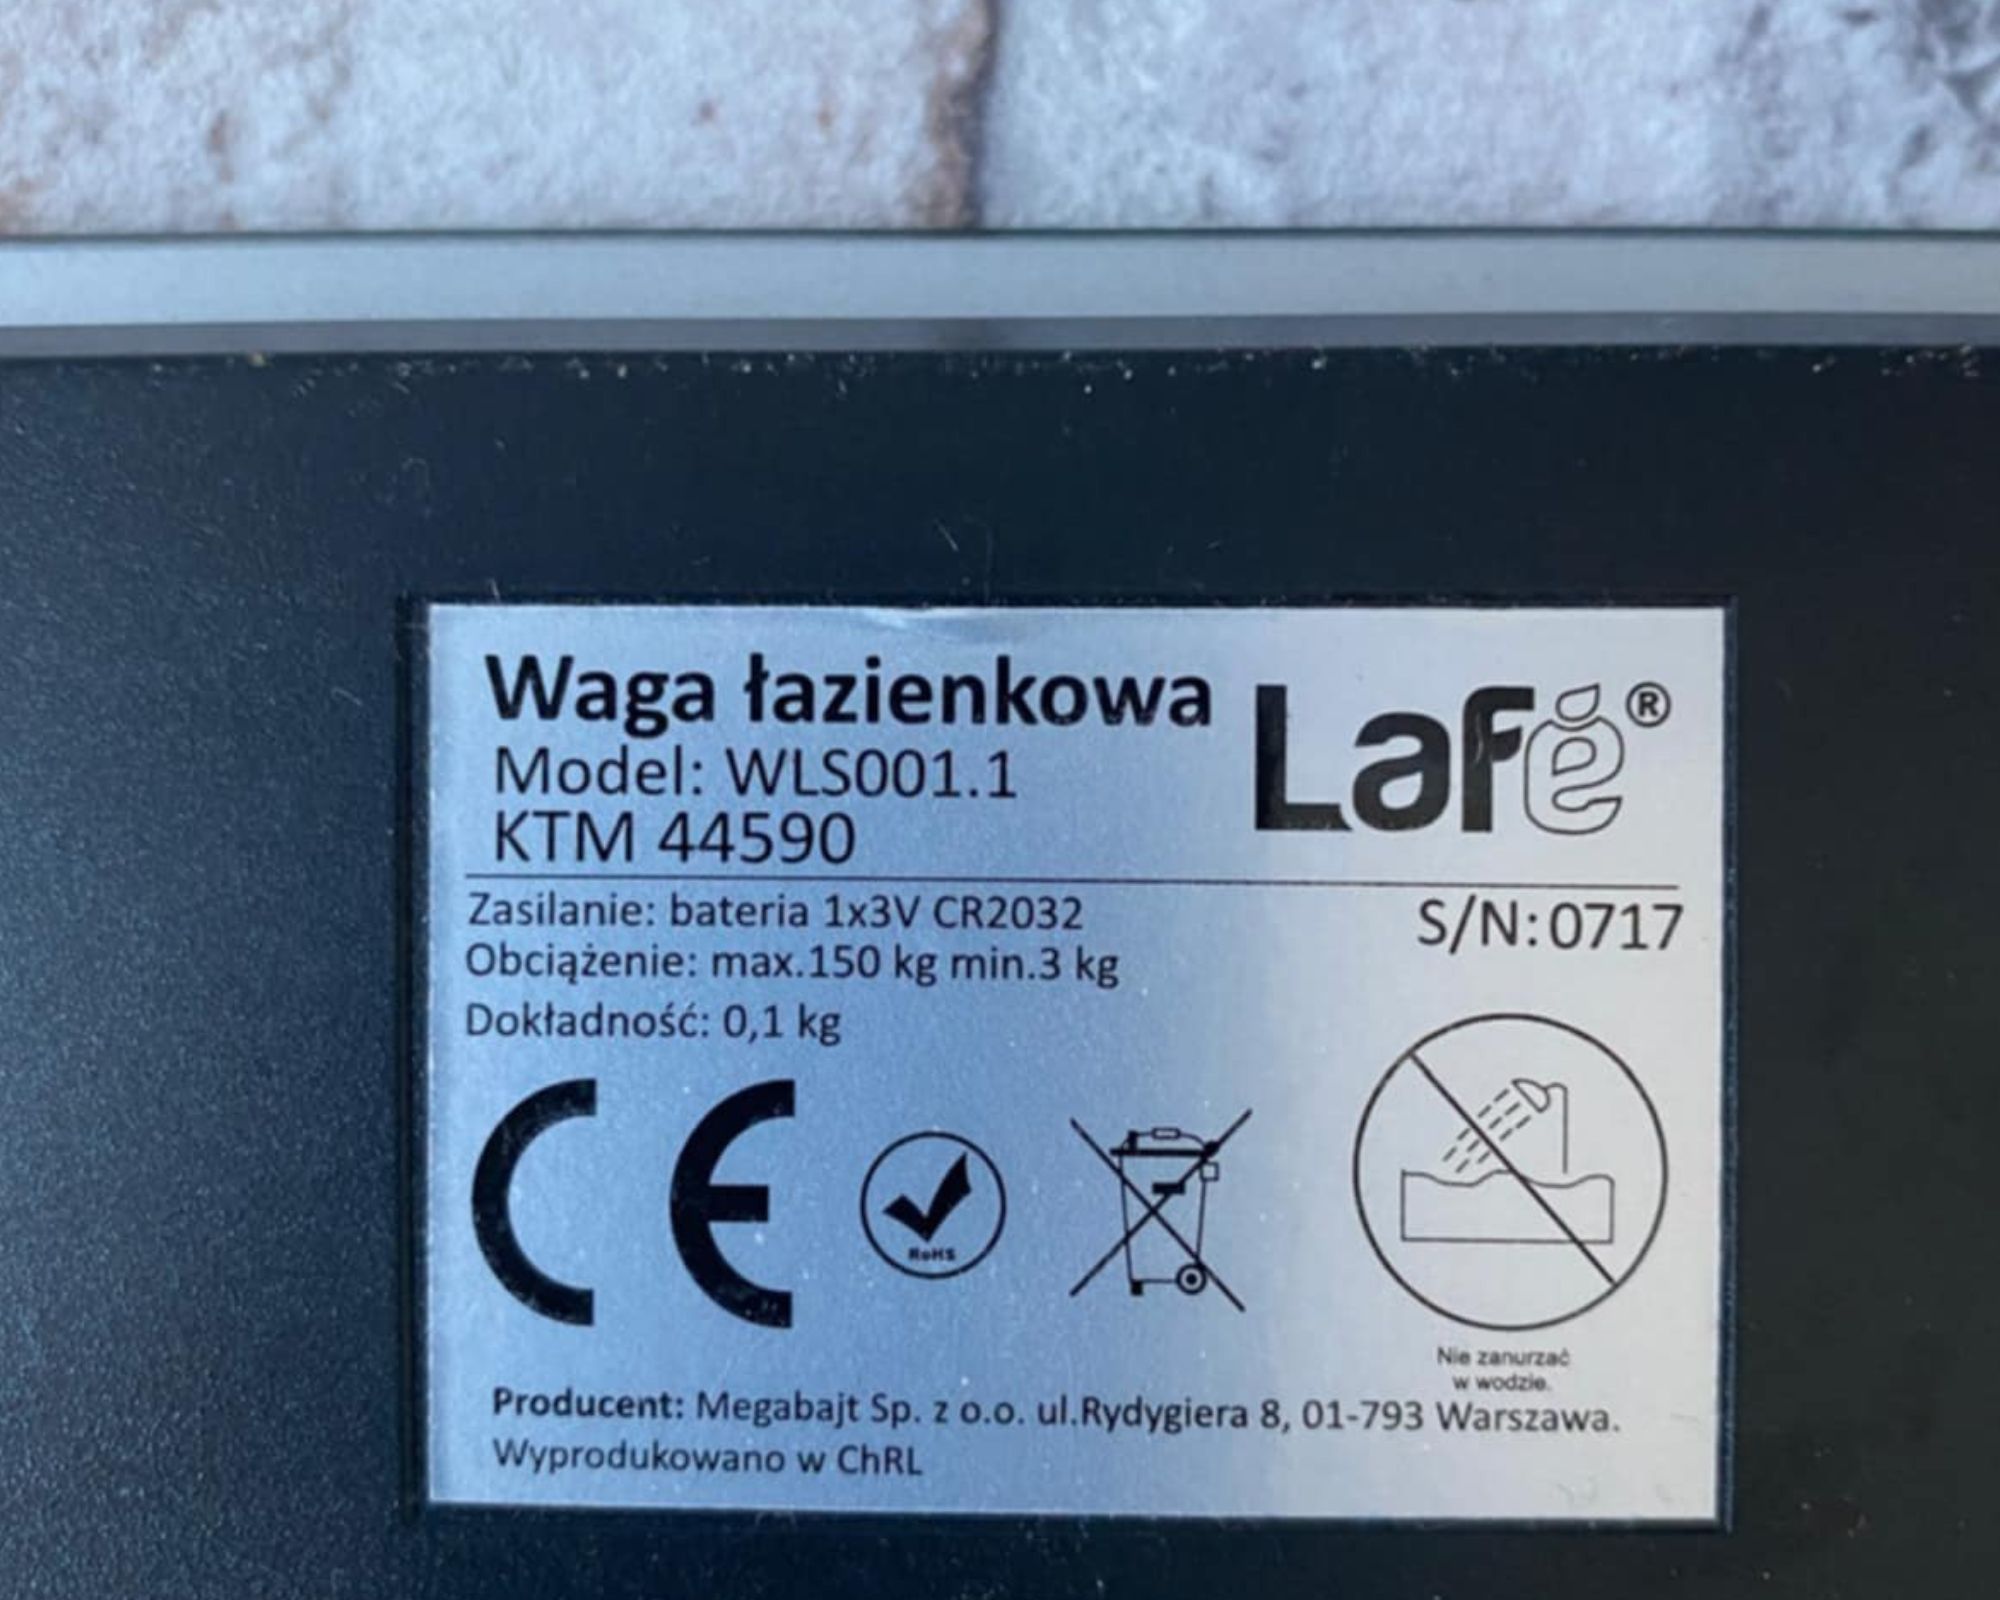 Waga łazienkowa
Lafé®
Model: WLS001.1
KTM 44590
Zasilanie: bateria 1x3V CR2032
S/N: 0717
Obciążenie: max.150 kg min.3 kg
Dokładność: 0,1 kg
CE
RoHS
Nie zanurzać
w wodzie.
Producent: Megabajt Sp. z o.o. ul.Rydygiera 8, 01-793 Warszawa.
Wyprodukowano w ChRL